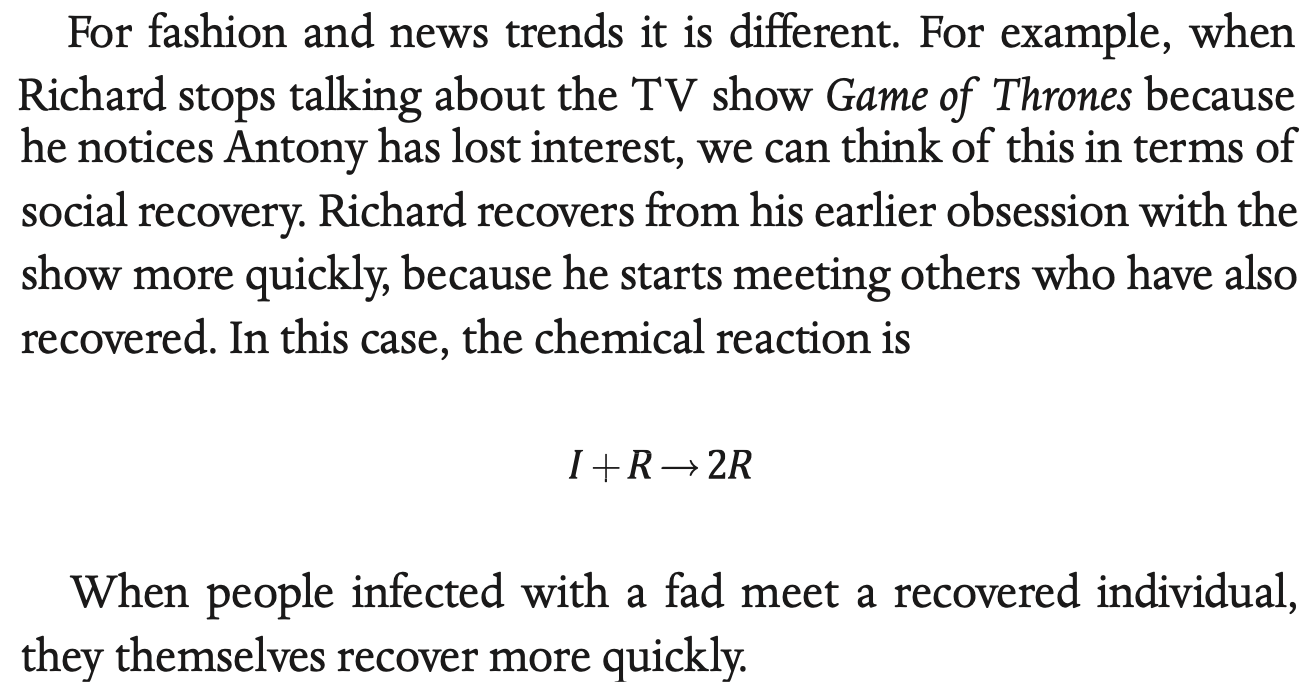 For fashion and news trends it is different. For example, when
Richard stops talking about the TV show Game of Thrones because
he notices Antony has lost interest, we can think of this in terms of
social recovery. Richard recovers from his earlier obsession with the
show more quickly, because he starts meeting others who have also
recovered. In this case, the chemical reaction is
I + R → 2R
When people infected with a fad meet a recovered individual,
they themselves recover more quickly.